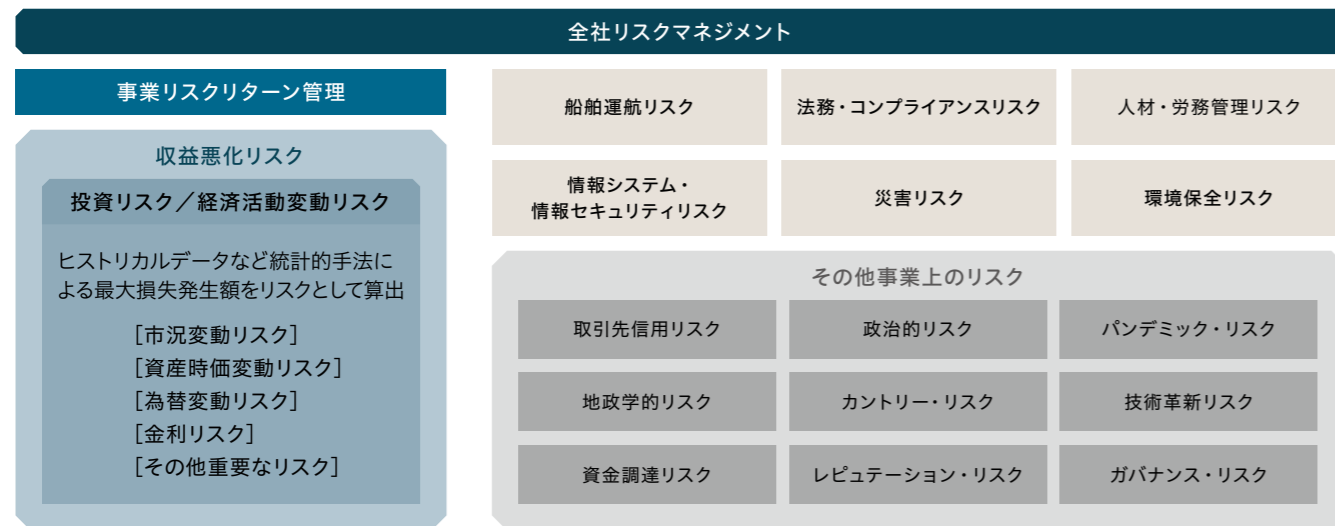 全社リスクマネジメント
事業リスクリターン管理
収益悪化リスク
投資リスク／経済活動変動リスク
ヒストリカルデータなど統計的手法に
よる最大損失発生額をリスクとして算出
［市況変動リスク］
［資産時価変動リスク］
［為替変動リスク］
［金利リスク］
［その他重要なリスク］
船舶運航リスク
法務・コンプライアンスリスク
人材・労務管理リスク
情報システム・
情報セキュリティリスク
災害リスク
環境保全リスク
その他事業上のリスク
取引先信用リスク
政治的リスク
パンデミック・リスク
地政学的リスク
カントリー・リスク
技術革新リスク
資金調達リスク
レピュテーション・リスク
ガバナンス・リスク